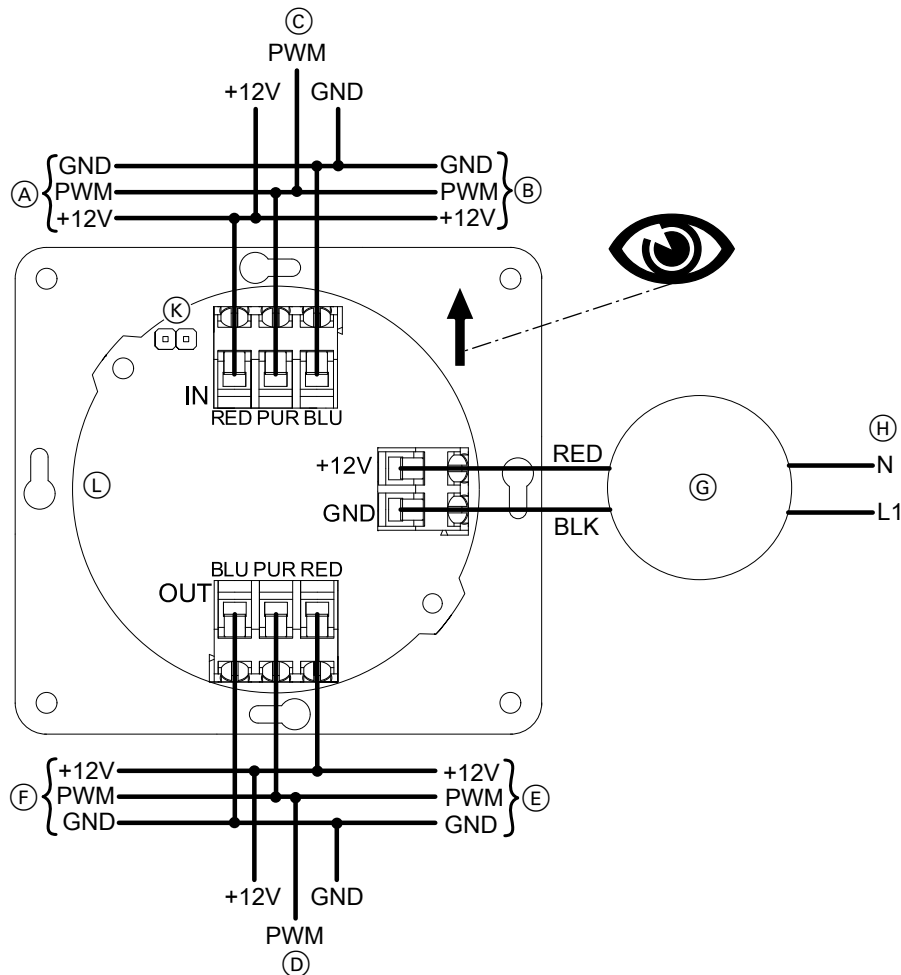 Ⓒ
PWM
+12V GND
GND GND
Ⓐ PWM PWM Ⓑ
+12V +12V
Ⓚ
IN
RED PUR BLU
+12V RED Ⓗ
N
Ⓛ Ⓖ
GND L1
BLK
BLU PUR RED
OUT
+12V +12V
Ⓕ PWM PWM Ⓔ
GND GND
+12V GND
PWM
Ⓓ